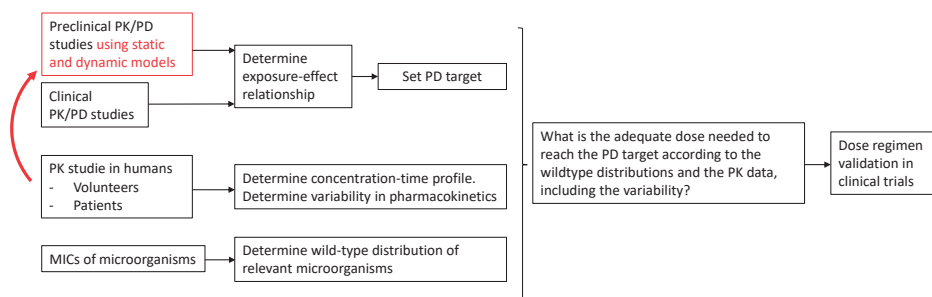 Preclinical PK/PD
studies using static
and dynamic models
Clinical
PK/PD studies
Determine
exposure-effect
relationship
Set PD target
PK studie in humans
- Volunteers
- Patients
Determine concentration-time profile.
Determine variability in pharmacokinetics
MICs of microorganisms
Determine wild-type distribution of
relevant microorganisms
What is the adequate dose needed to
reach the PD target according to the
wildtype distributions and the PK data,
including the variability?
Dose regimen
validation in
clinical trials